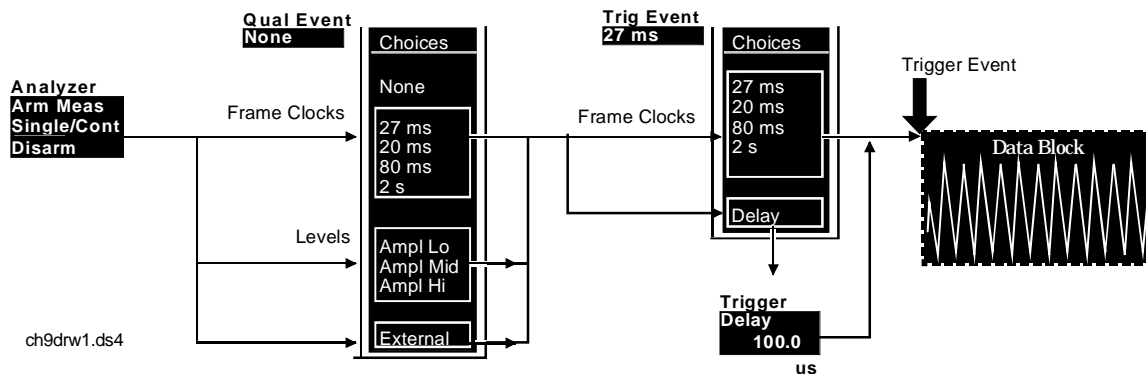 Qual Event
None
Choices
None
27 ms
20 ms
80 ms
2 s
Ampl Lo
Ampl Mid
Ampl Hi
External
Analyzer
Arm Meas
Single/Cont
Disarm
Frame Clocks
Levels
ch9drw1.ds4
Trig Event
27 ms
Frame Clocks
Choices
27 ms
20 ms
80 ms
2 s
Delay
Trigger
Delay
100.0
us
Trigger Event
Data Block